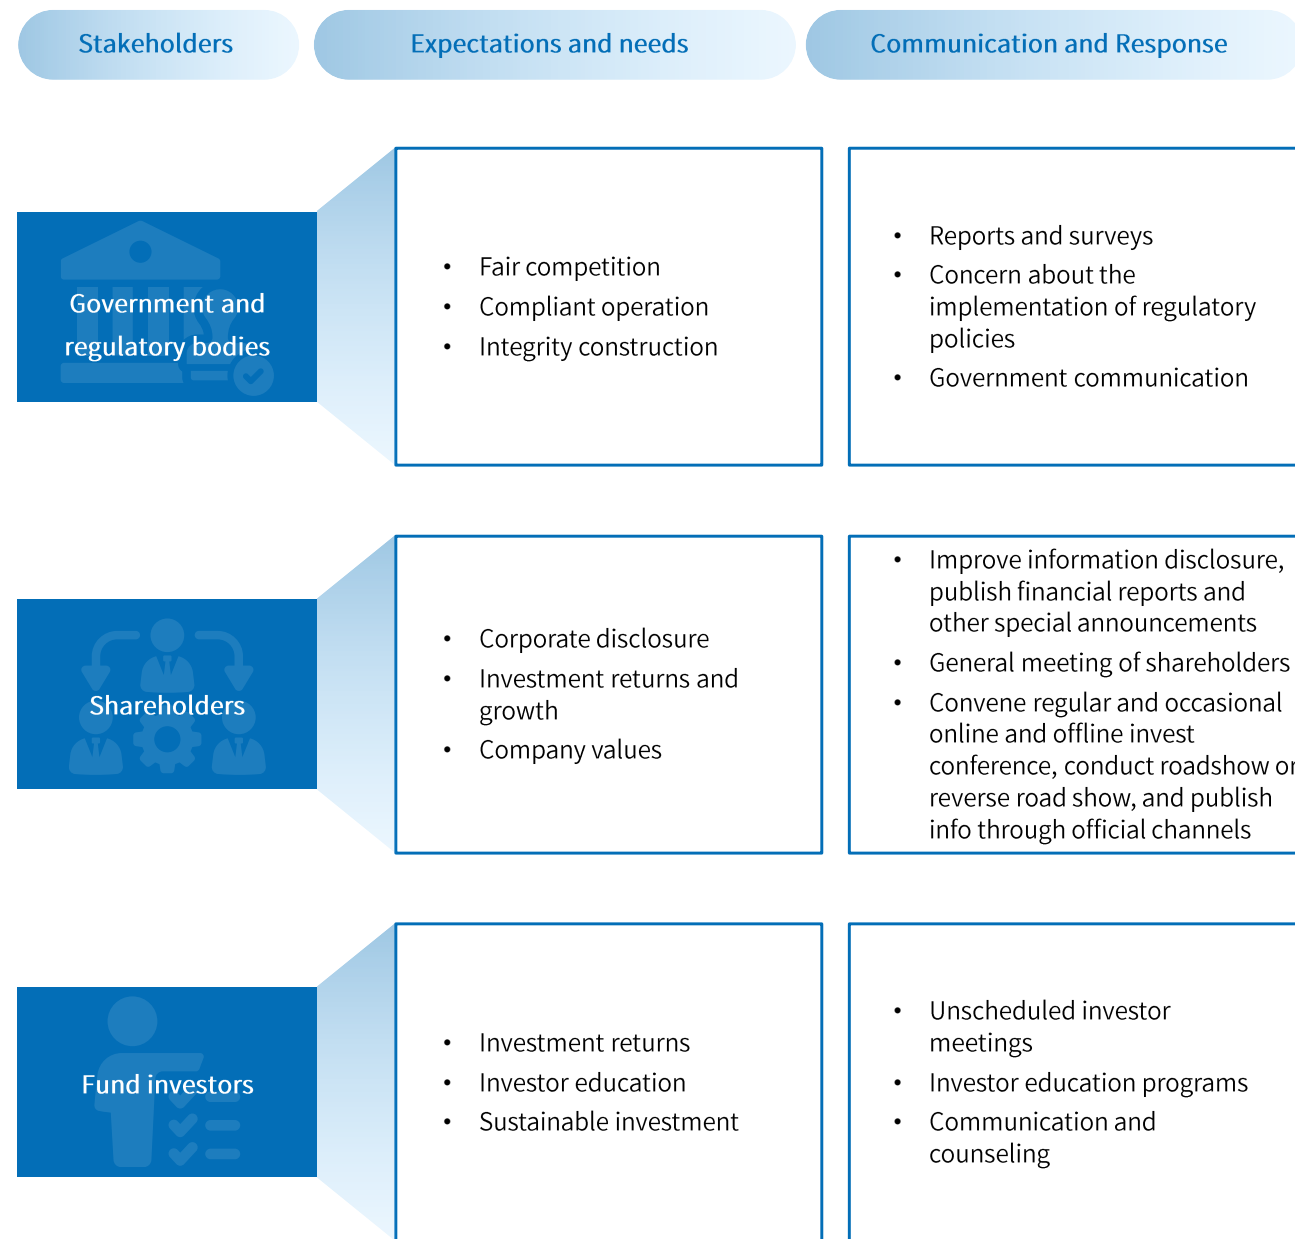 Stakeholders
Expectations and needs
Communication and Response
Government and
regulatory bodies
• Fair competition
• Compliant operation
• Integrity construction
• Reports and surveys
• Concern about the
implementation of regulatory
policies
• Government communication
Shareholders
• Corporate disclosure
• Investment returns and
growth
• Company values
• Improve information disclosure,
publish financial reports and
other special announcements
• General meeting of shareholders
• Convene regular and occasional
online and offline invest
conference, conduct roadshow or
reverse road show, and publish
info through official channels
Fund investors
• Investment returns
• Investor education
• Sustainable investment
• Unscheduled investor
meetings
• Investor education programs
• Communication and
counseling